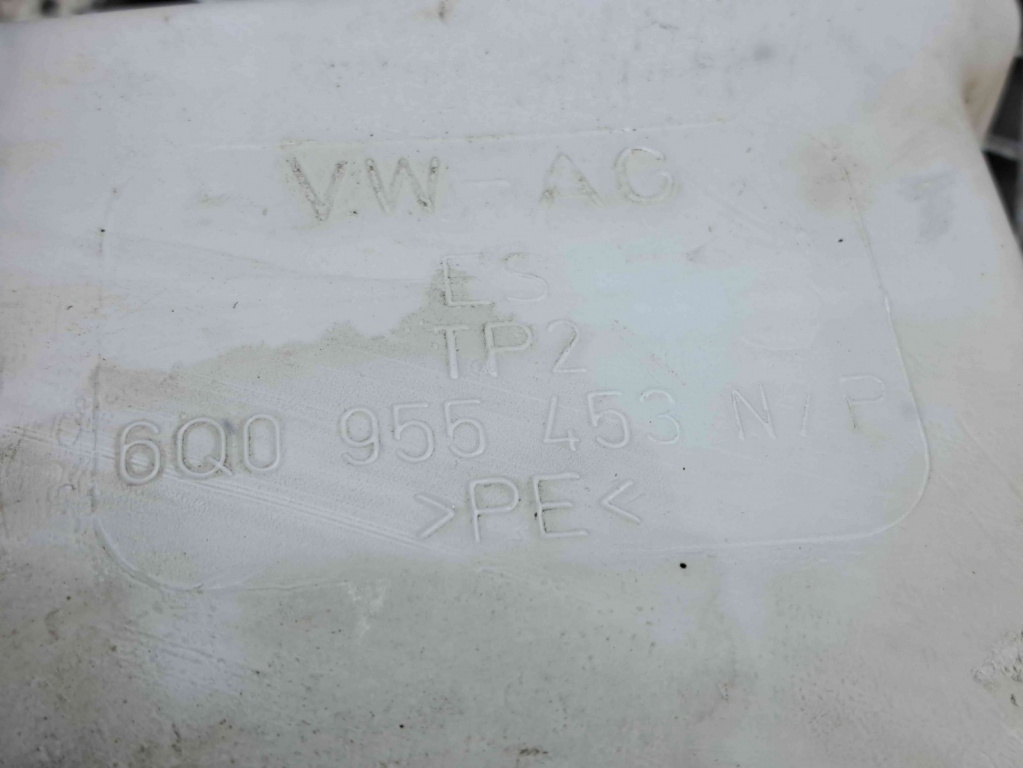 VW-AG
ES
TP2
6Q0 955 453 N/P
>PE<